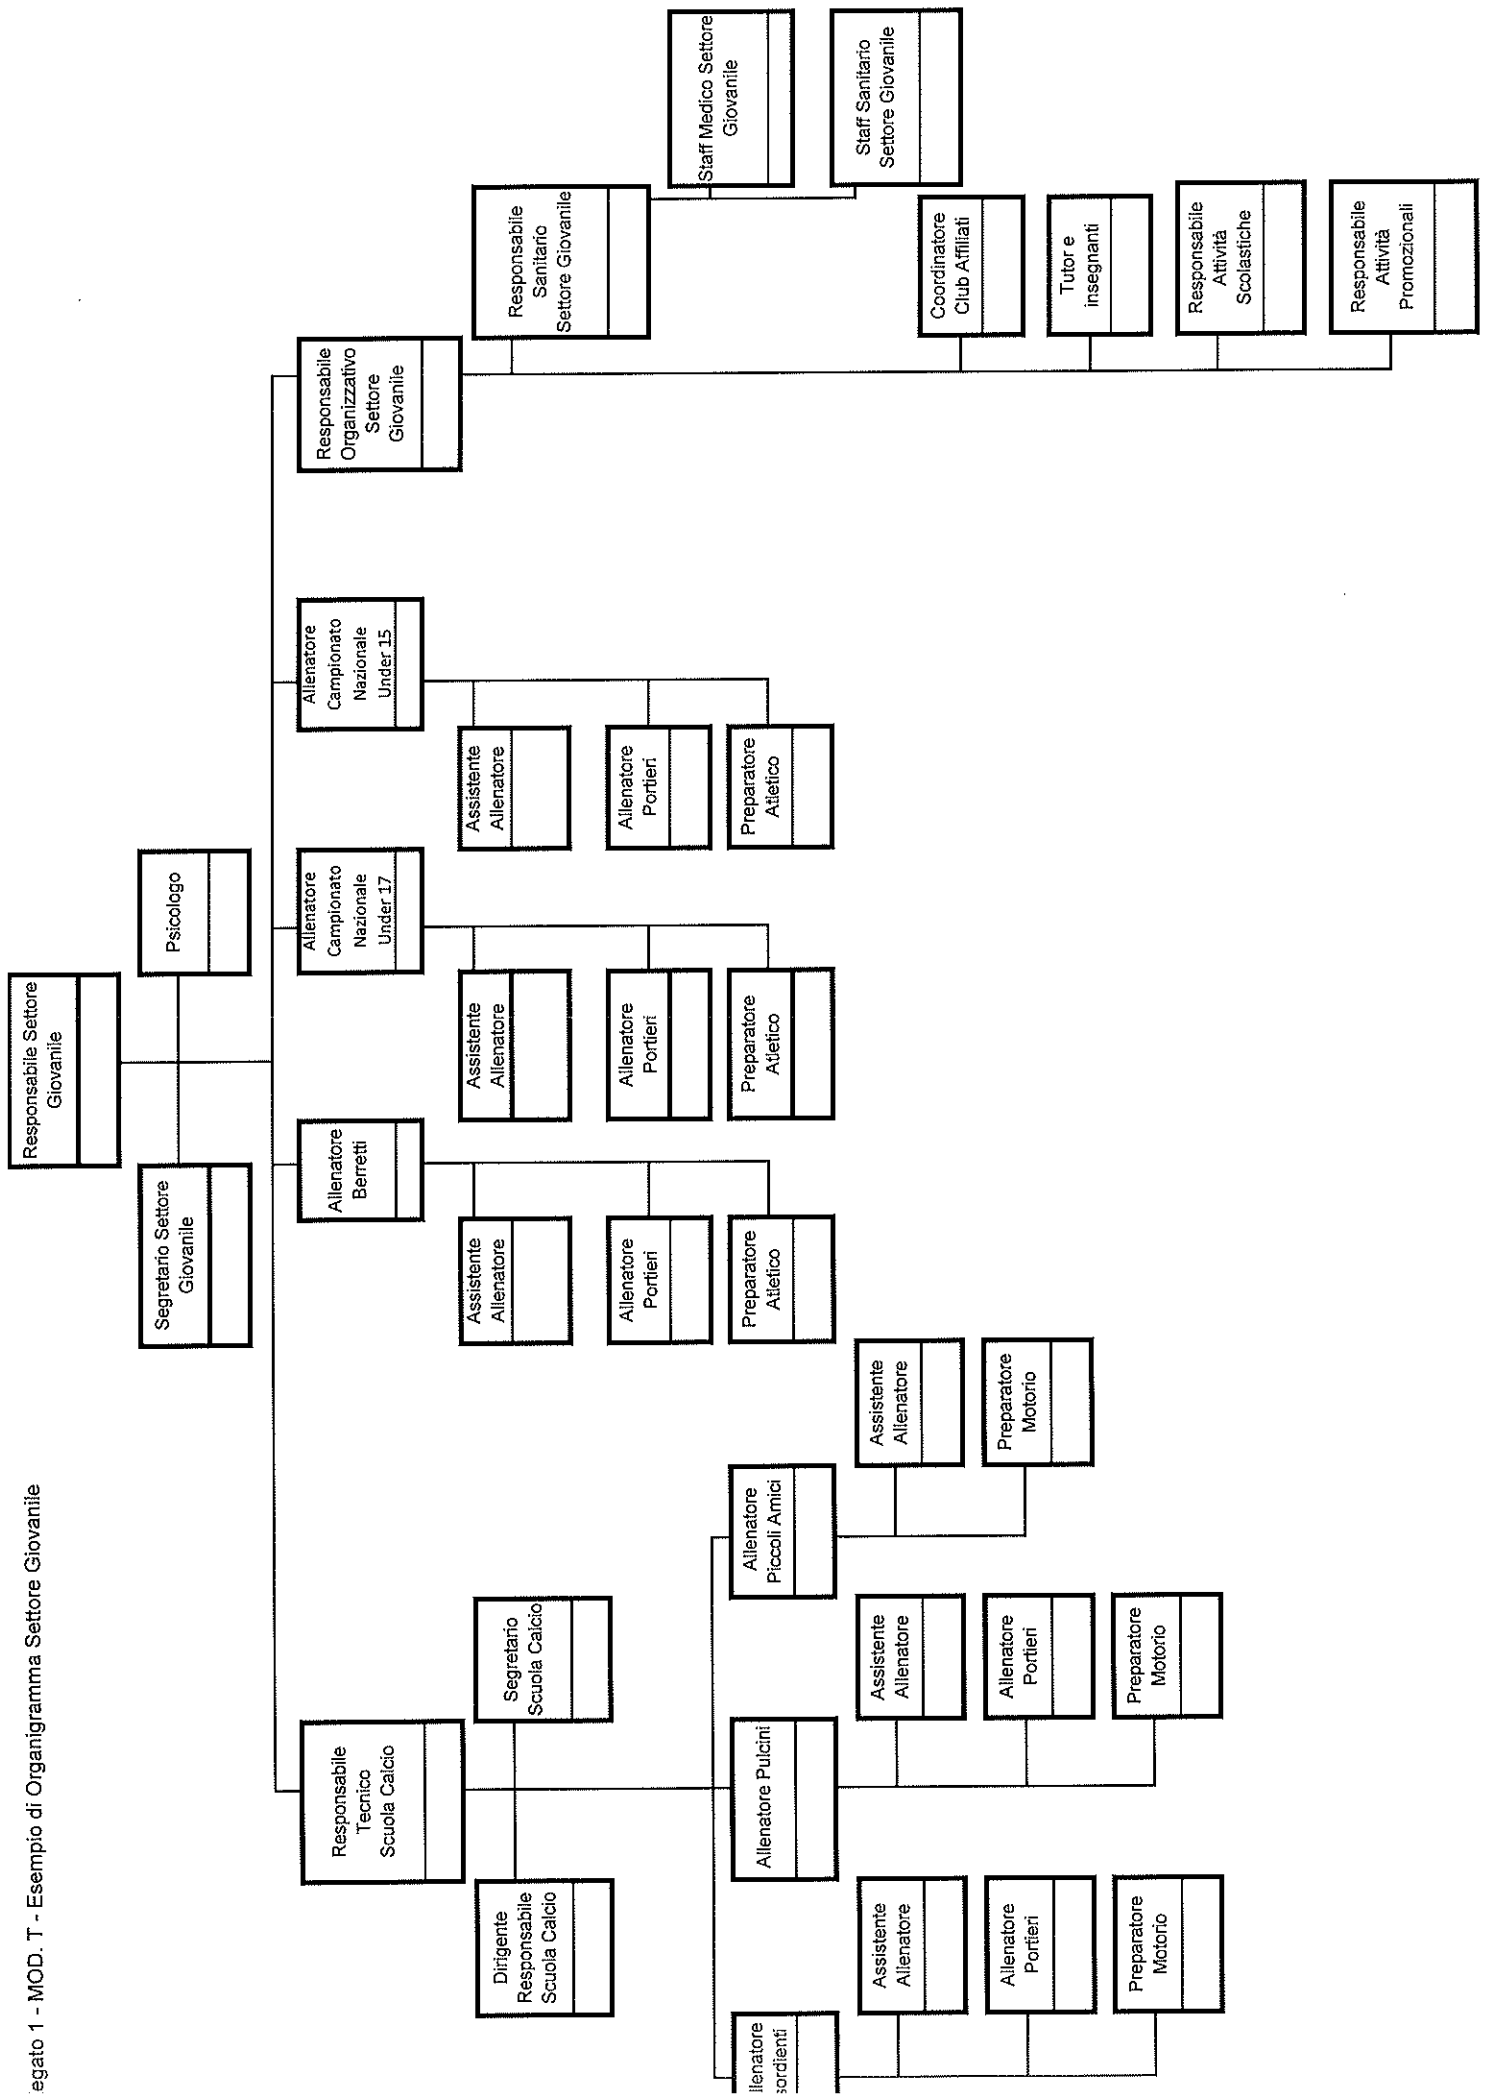 egato 1 - MOD. T - Esempio di Organigramma Settore Giovanile
Responsabile Settore
Giovanile
Segretario Settore
Giovanile
Psicologo
Responsabile
Tecnico
Scuola Calcio
Allenatore
Berretti
Allenatore
Campionato
Nazionale
Under 17
Allenatore
Campionato
Nazionale
Under 15
Responsabile
Organizzativo
Settore
Giovanile
Dirigente
Responsabile
Scuola Calcio
Segretario
Scuola Calcio
Assistente
Allenatore
Allenatore
Portieri
Preparatore
Atletico
Assistente
Allenatore
Allenatore
Portieri
Preparatore
Atletico
Assistente
Allenatore
Allenatore
Portieri
Preparatore
Atletico
Responsabile
Sanitario
Settore Giovanile
Staff Medico Settore
Giovanile
Staff Sanitario
Settore Giovanile
Coordinatore
Club Affiliati
Tutor e
insegnanti
Responsabile
Attività
Scolastiche
Responsabile
Attività
Promozionali
llenatore
sordienti
Assistente
Allenatore
Allenatore
Portieri
Preparatore
Motorio
Allenatore Pulcini
Assistente
Allenatore
Allenatore
Portieri
Preparatore
Motorio
Allenatore
Piccoli Amici
Assistente
Allenatore
Preparatore
Motorio